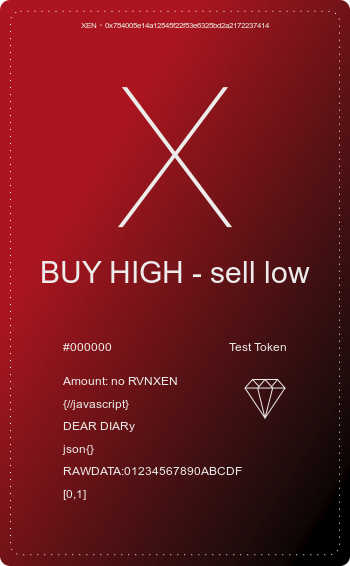 XEN · 0x754005e14a12545f22f53e6325bd2a2172237414
X
BUY HIGH - sell low
#000000 Test Token
Amount: no RVNXEN
{//javascript}
DEAR DIARy
json{}
RAWDATA:01234567890ABCDF
[0,1]